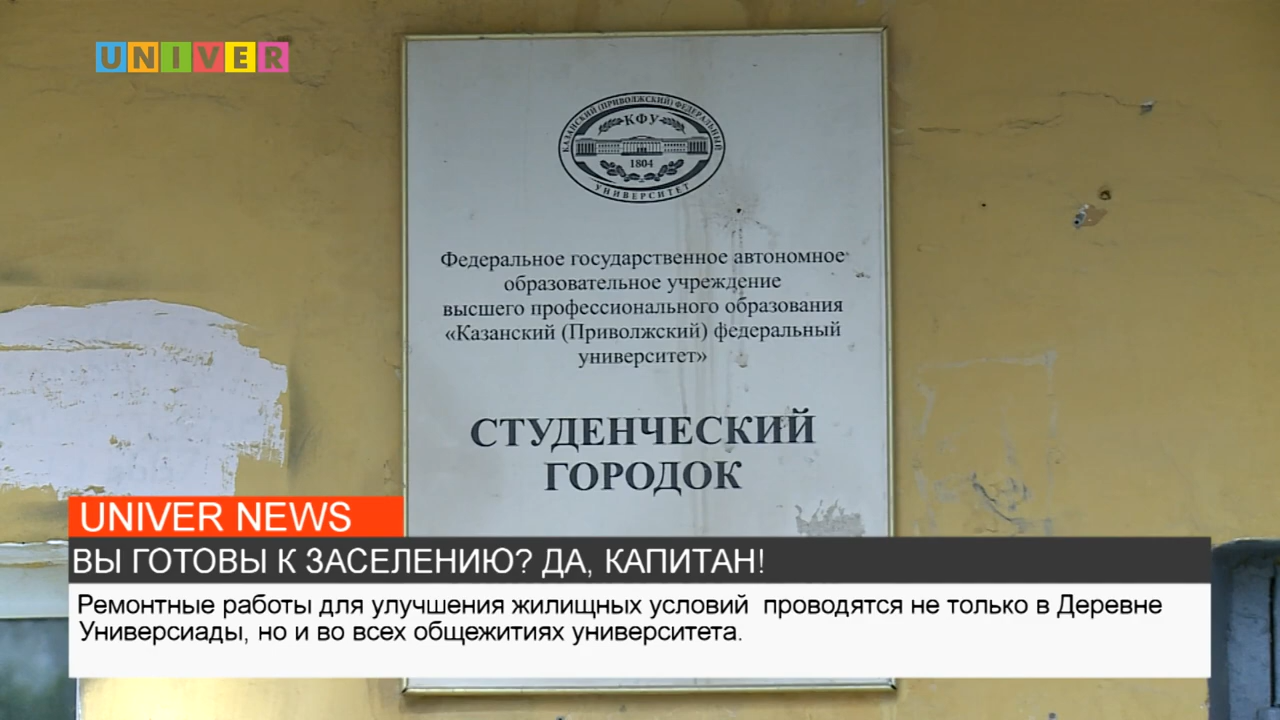 UNIVER
КАЗАНСКИЙ (ПРИВОЛЖСКИЙ) ФЕДЕРАЛЬНЫЙ
КФУ
1804
УНИВЕРСИТЕТ
Федеральное государственное автономное
образовательное учреждение
высшего профессионального образования
«Казанский (Приволжский) федеральный
университет»
СТУДЕНЧЕСКИЙ
ГОРОДОК
UNIVER NEWS
ВЫ ГОТОВЫ К ЗАСЕЛЕНИЮ? ДА, КАПИТАН!
Ремонтные работы для улучшения жилищных условий  проводятся не только в Деревне
Универсиады, но и во всех общежитиях университета.